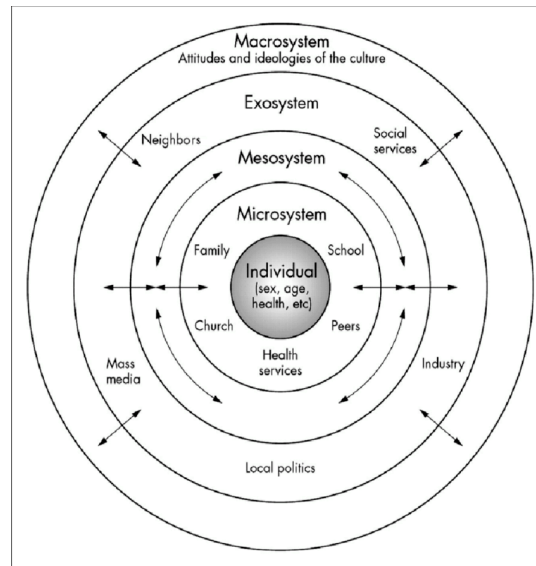 Macrosystem
Attitudes and ideologies of the culture
Exosystem
Neighbors
Social
services
Mesosystem
Microsystem
Family
School
Individual
(sex, age,
health, etc)
Church
Peers
Health
services
Mass
media
Industry
Local politics